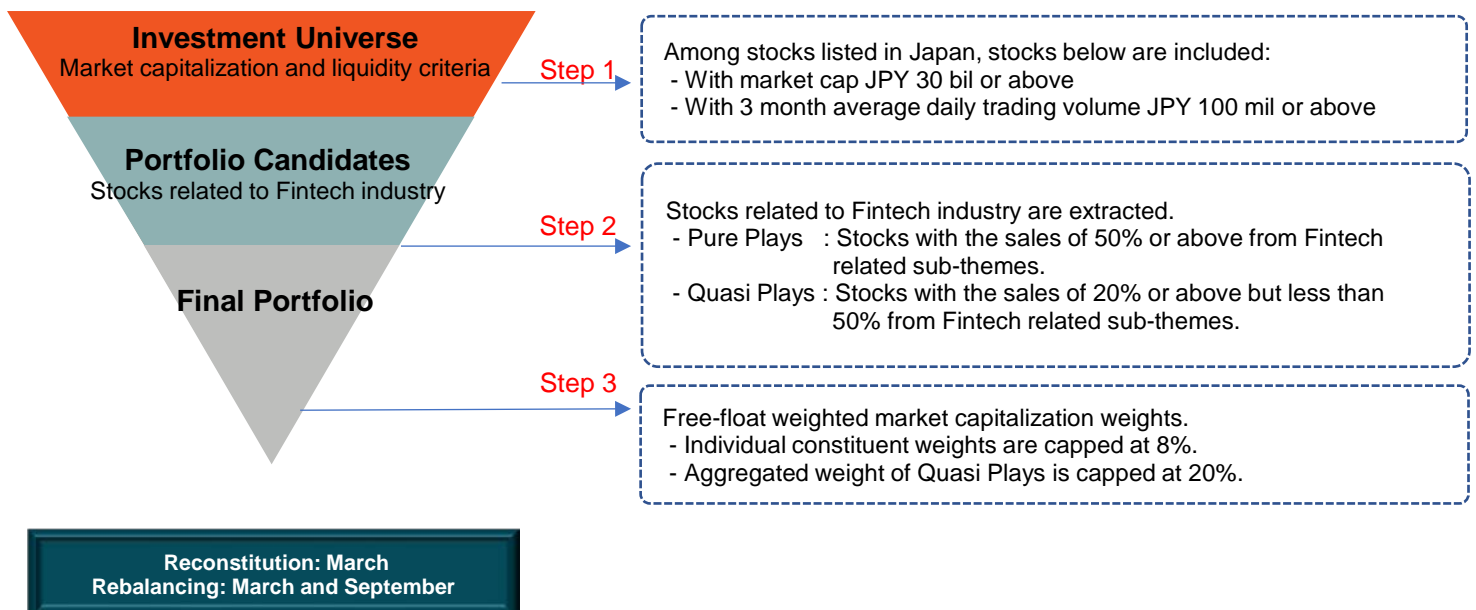 Investment Universe
Market capitalization and liquidity criteria
Step 1
Among stocks listed in Japan, stocks below are included:
- With market cap JPY 30 bil or above
- With 3 month average daily trading volume JPY 100 mil or above
Portfolio Candidates
Stocks related to Fintech industry
Step 2
Stocks related to Fintech industry are extracted.
- Pure Plays : Stocks with the sales of 50% or above from Fintech
related sub-themes.
- Quasi Plays : Stocks with the sales of 20% or above but less than
50% from Fintech related sub-themes.
Final Portfolio
Step 3
Free-float weighted market capitalization weights.
- Individual constituent weights are capped at 8%.
- Aggregated weight of Quasi Plays is capped at 20%.
Reconstitution: March
Rebalancing: March and September